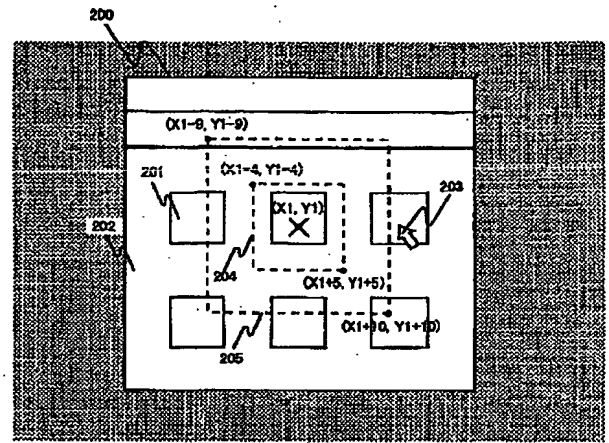 200
(X1-9, Y1-9)
(X1-4, Y1-4)
201
203
(X1, Y1)
202
204
(X1+5, Y1+5)
(X1+10, Y1+10)
205